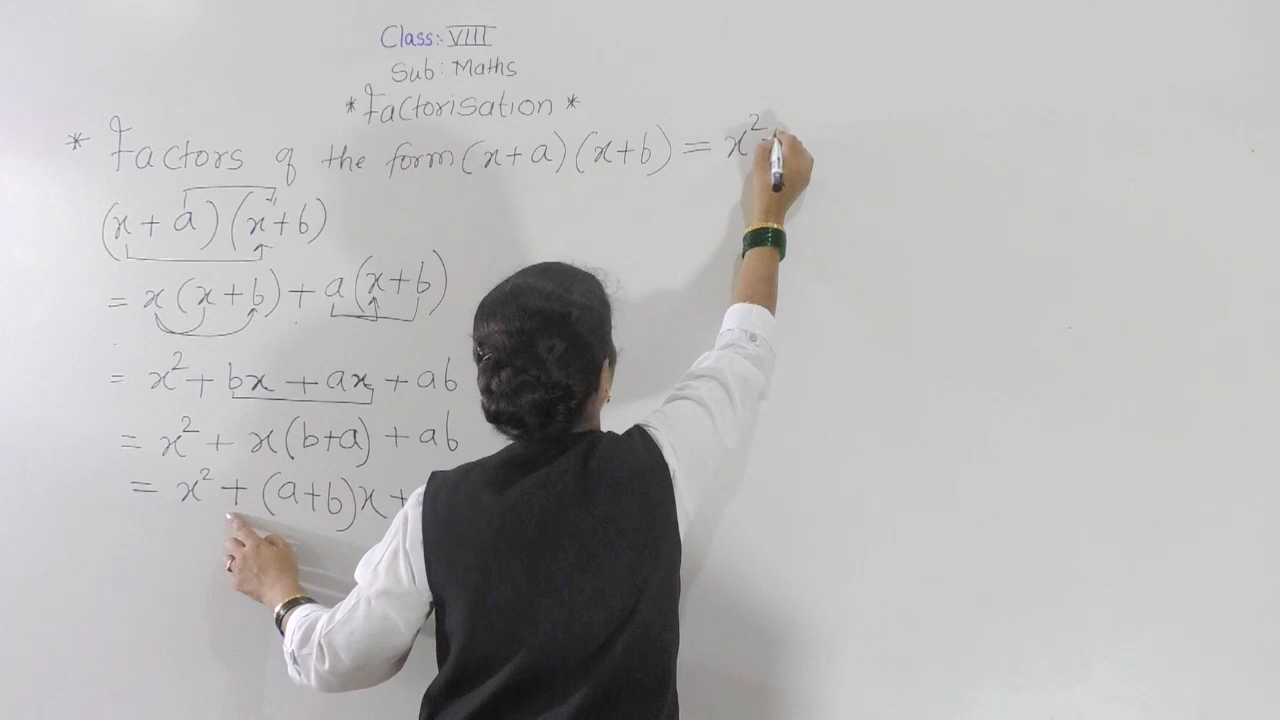 Class:- VIII
Sub: Maths
*Factorisation*
* Factors of the form (x+a)(x+b) = x²+
(x+a)(x+b)
= x(x+b)+a(x+b)
= x²+bx+ax+ab
= x²+x(b+a)+ab
= x²+(a+b)x+